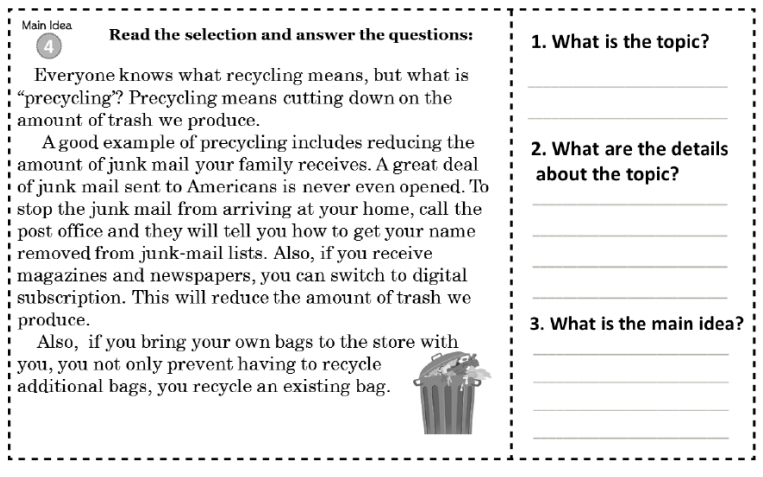 Main Idea
4
Read the selection and answer the questions:
Everyone knows what recycling means, but what is
“precycling”? Precycling means cutting down on the
amount of trash we produce.
A good example of precycling includes reducing the
amount of junk mail your family receives. A great deal
of junk mail sent to Americans is never even opened. To
stop the junk mail from arriving at your home, call the
post office and they will tell you how to get your name
removed from junk-mail lists. Also, if you receive
magazines and newspapers, you can switch to digital
subscription. This will reduce the amount of trash we
produce.
Also, if you bring your own bags to the store with
you, you not only prevent having to recycle
additional bags, you recycle an existing bag.
1. What is the topic?
2. What are the details
about the topic?
3. What is the main idea?